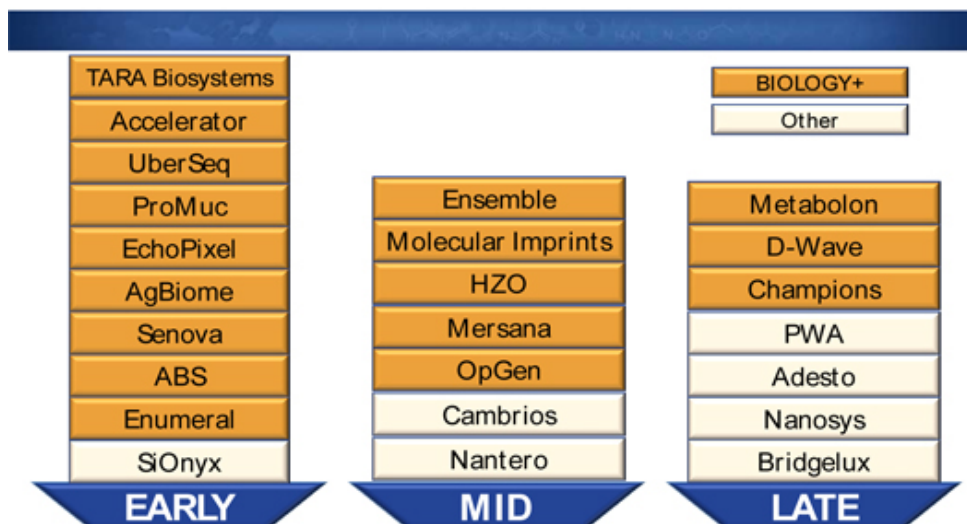 TARA Biosystems
Accelerator
UberSeq
ProMuc
EchoPixel
AgBiome
Senova
ABS
Enumeral
SiOnyx
EARLY
Ensemble
Molecular Imprints
HZO
Mersana
OpGen
Cambrios
Nantero
MID
BIOLOGY+
Other
Metabolon
D-Wave
Champions
PWA
Adesto
Nanosys
Bridgelux
LATE